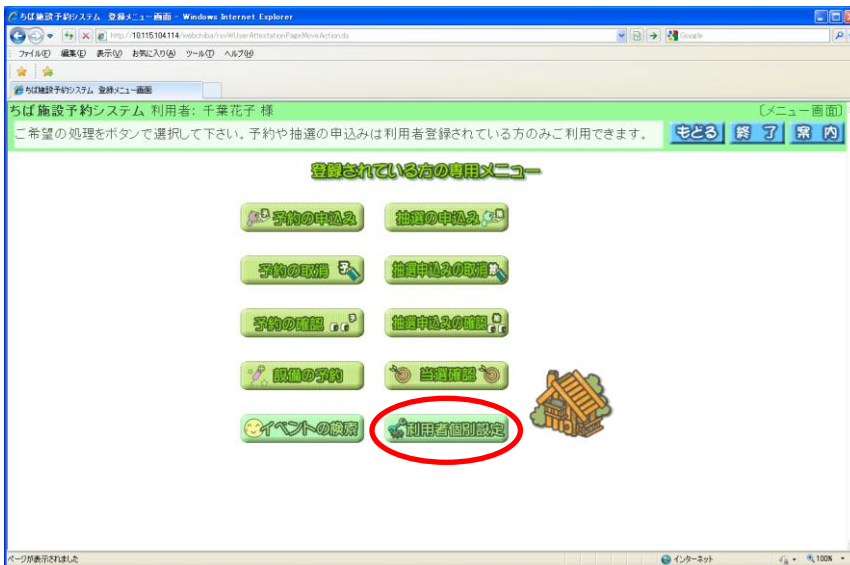 ちば施設予約システム 登録メニュー画面 - Windows Internet Explorer
http://10.115.104.114/webchiba/rsvWUserAttestationPageMoveAction.do
Google
ファイル(F) 編集(E) 表示(V) お気に入り(A) ツール(T) ヘルプ(H)
ちば施設予約システム 登録メニュー画面
ちば施設予約システム 利用者: 千葉花子 様 〔メニュー画面〕
ご希望の処理をボタンで選択して下さい。予約や抽選の申込みは利用者登録されている方のみご利用できます。 もどる 終了 案内
登録されている方の専用メニュー
予約の申込み 抽選の申込み
予約の取消 抽選申込みの取消
予約の確認 抽選申込みの確認
設備の予約 当選確認
イベントの検索 利用者個別設定
ページが表示されました インターネット 100%